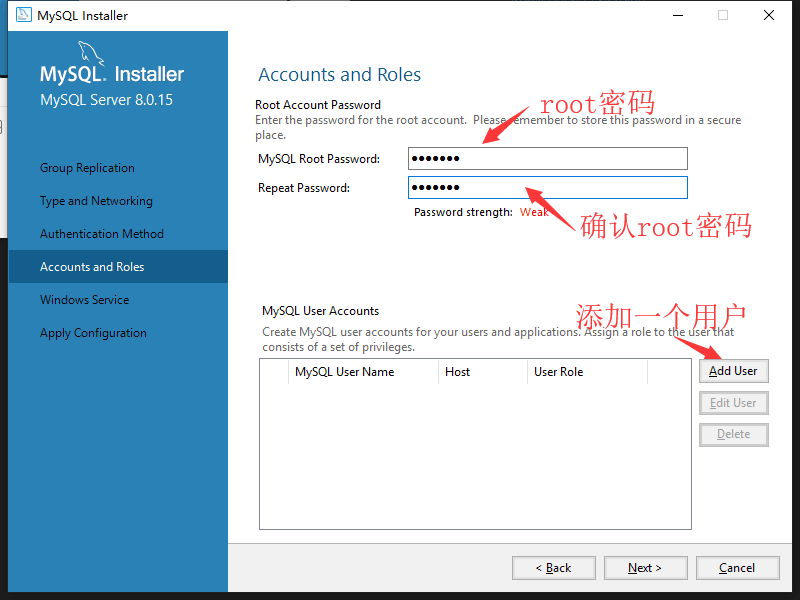 MySQL Installer
MySQL. Installer
MySQL Server 8.0.15
Group Replication
Type and Networking
Authentication Method
Accounts and Roles
Windows Service
Apply Configuration
Accounts and Roles
Root Account Password
root密码
Enter the password for the root account. Please remember to store this password in a secure
place.
MySQL Root Password:
●●●●●●●
Repeat Password:
●●●●●●●
Password strength: Weak
确认root密码
MySQL User Accounts
添加一个用户
Create MySQL user accounts for your users and applications. Assign a role to the user that
consists of a set of privileges.
MySQL User Name Host User Role
Add User
Edit User
Delete
< Back Next > Cancel